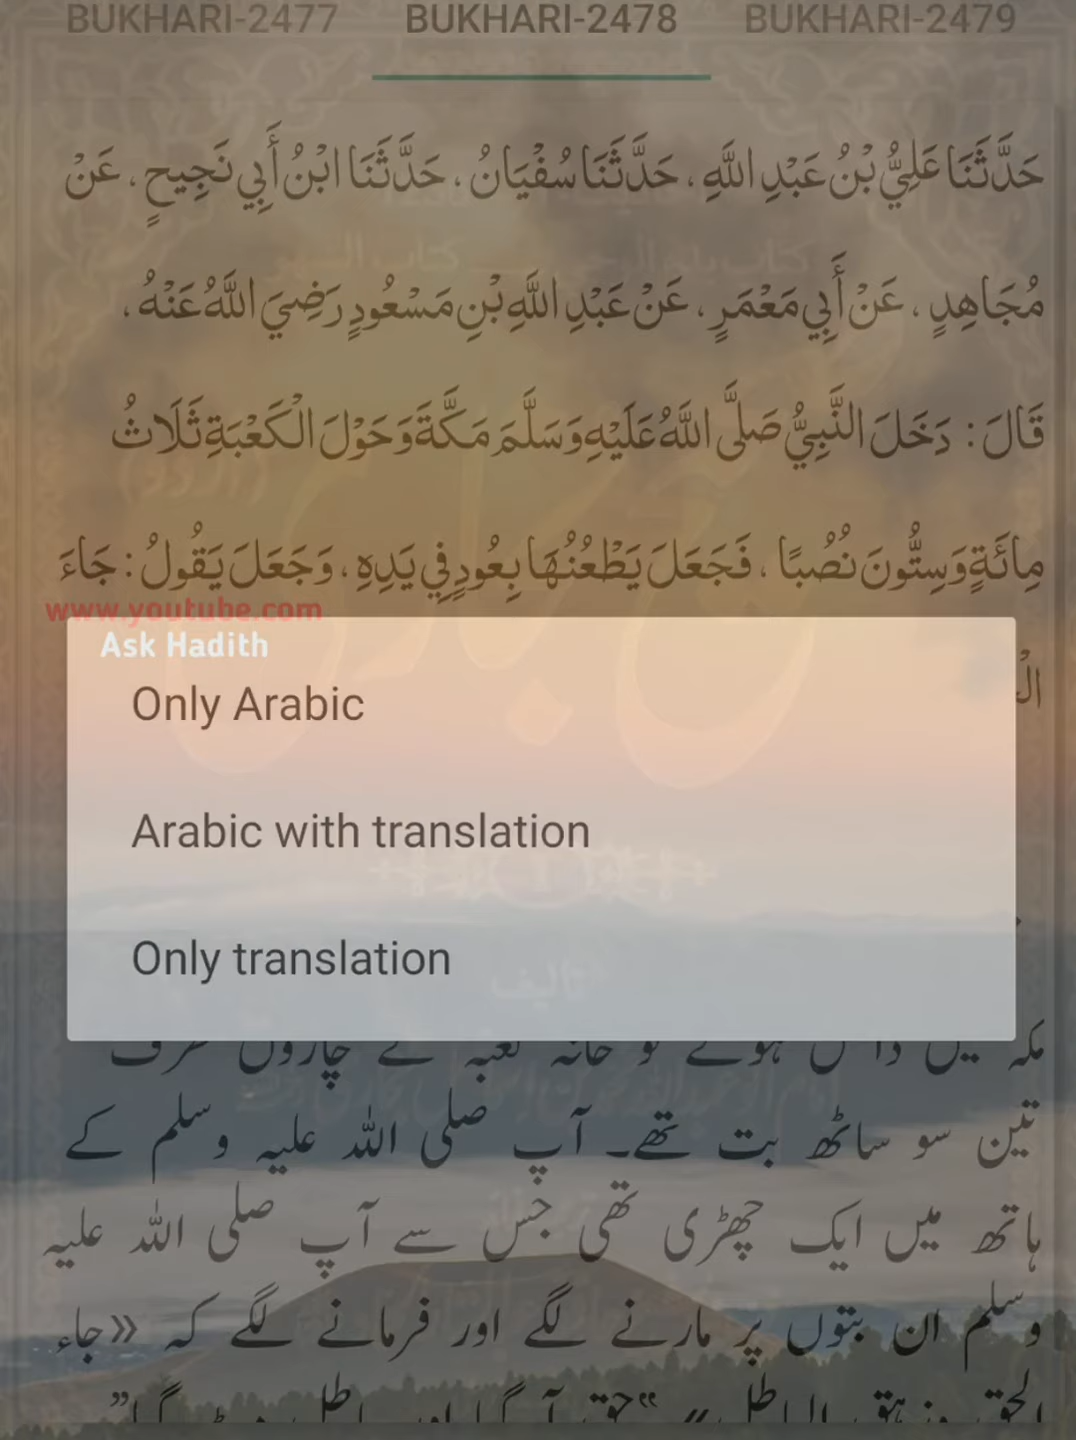 BUKHARI-2477 BUKHARI-2478 BUKHARI-2479
حَدَّثَنَا عَلِيُّ بْنُ عَبْدِ اللَّهِ ، حَدَّثَنَا سُفْيَانُ ، حَدَّثَنَا ابْنُ أَبِي نَجِيحٍ ، عَنْ
مُجَاهِدٍ ، عَنْ أَبِي مَعْمَرٍ ، عَنْ عَبْدِ اللَّهِ بْنِ مَسْعُودٍ رَضِيَ اللَّهُ عَنْهُ ،
قَالَ : دَخَلَ النَّبِيُّ صَلَّى اللَّهُ عَلَيْهِ وَسَلَّمَ مَكَّةَ وَحَوْلَ الْكَعْبَةِ ثَلَاثُ
مِائَةٍ وَسِتُّونَ نُصُبًا ، فَجَعَلَ يَطْعُنُهَا بِعُودٍ فِي يَدِهِ ، وَجَعَلَ يَقُولُ : جَاءَ
www.youtube.com
Ask Hadith
Only Arabic
Arabic with translation
Only translation
تالیف
تین سو ساٹھ بت تھے۔ آپ صلی اللہ علیہ وسلم کے
ہاتھ میں ایک چھڑی تھی جس سے آپ صلی اللہ علیہ
وسلم ان بتوں پر مارنے لگے اور فرمانے لگے کہ «جاء